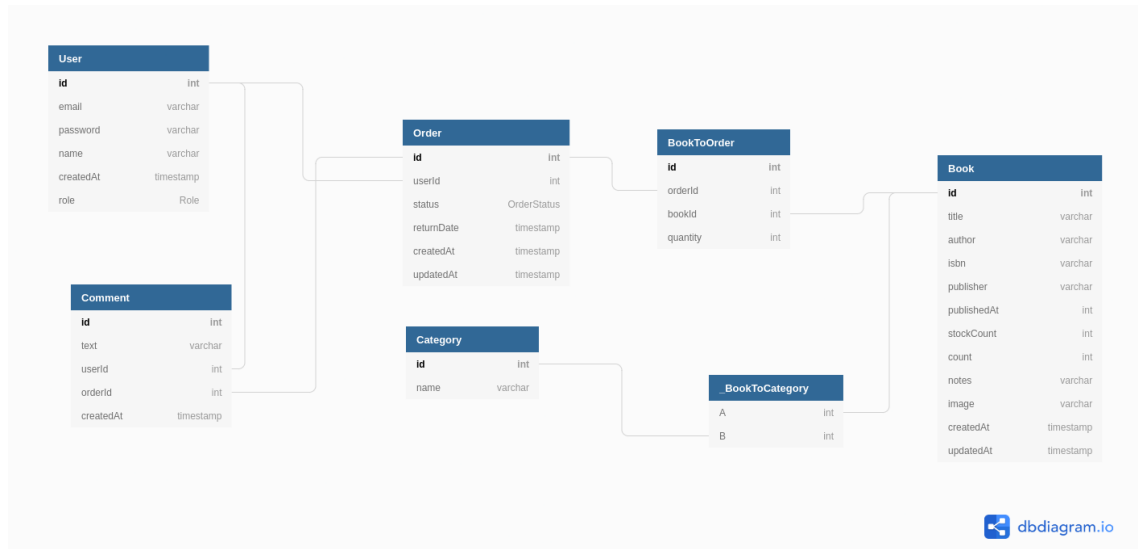 User
id int
email varchar
password varchar
name varchar
createdAt timestamp
role Role
Comment
id int
text varchar
userId int
orderId int
createdAt timestamp
Order
id int
userId int
status OrderStatus
returnDate timestamp
createdAt timestamp
updatedAt timestamp
Category
id int
name varchar
BookToOrder
id int
orderId int
bookId int
quantity int
_BookToCategory
A int
B int
Book
id int
title varchar
author varchar
isbn varchar
publisher varchar
publishedAt int
stockCount int
count int
notes varchar
image varchar
createdAt timestamp
updatedAt timestamp
dbdiagram.io